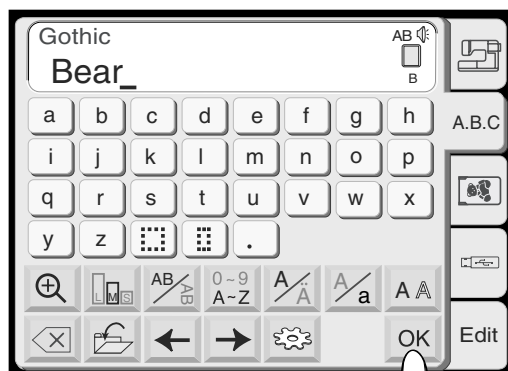 Gothic
AB
Bear_
B
a b c d e f g h
A.B.C
i j k l m n o p
q r s t u v w x
y z .
L M S
AB AB
0~9 A~Z
A Ä
A a
A A
OK
Edit